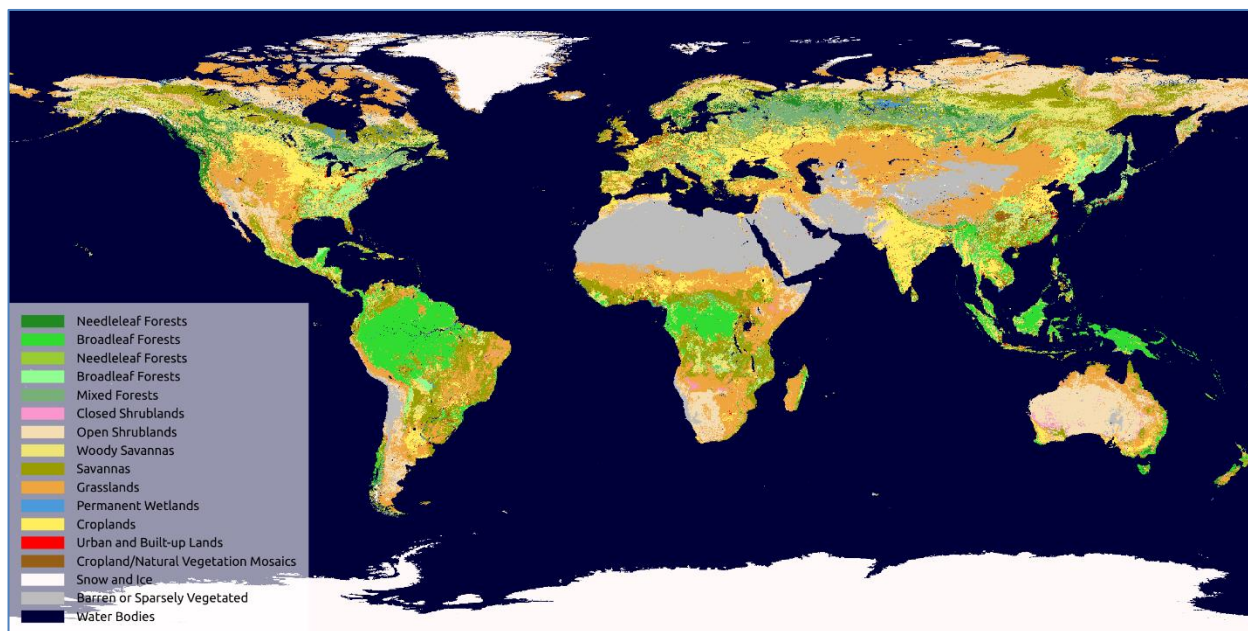 Needleleaf Forests
Broadleaf Forests
Needleleaf Forests
Broadleaf Forests
Mixed Forests
Closed Shrublands
Open Shrublands
Woody Savannas
Savannas
Grasslands
Permanent Wetlands
Croplands
Urban and Built-up Lands
Cropland/Natural Vegetation Mosaics
Snow and Ice
Barren or Sparsely Vegetated
Water Bodies